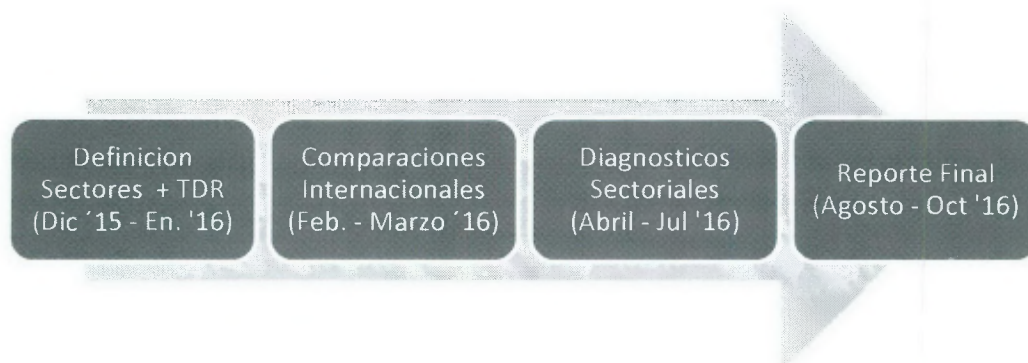 Definicion
Sectores + TDR
(Dic ´15 - En. '16)
Comparaciones
Internacionales
(Feb. - Marzo ´16)
Diagnosticos
Sectoriales
(Abril - Jul '16)
Reporte Final
(Agosto - Oct '16)